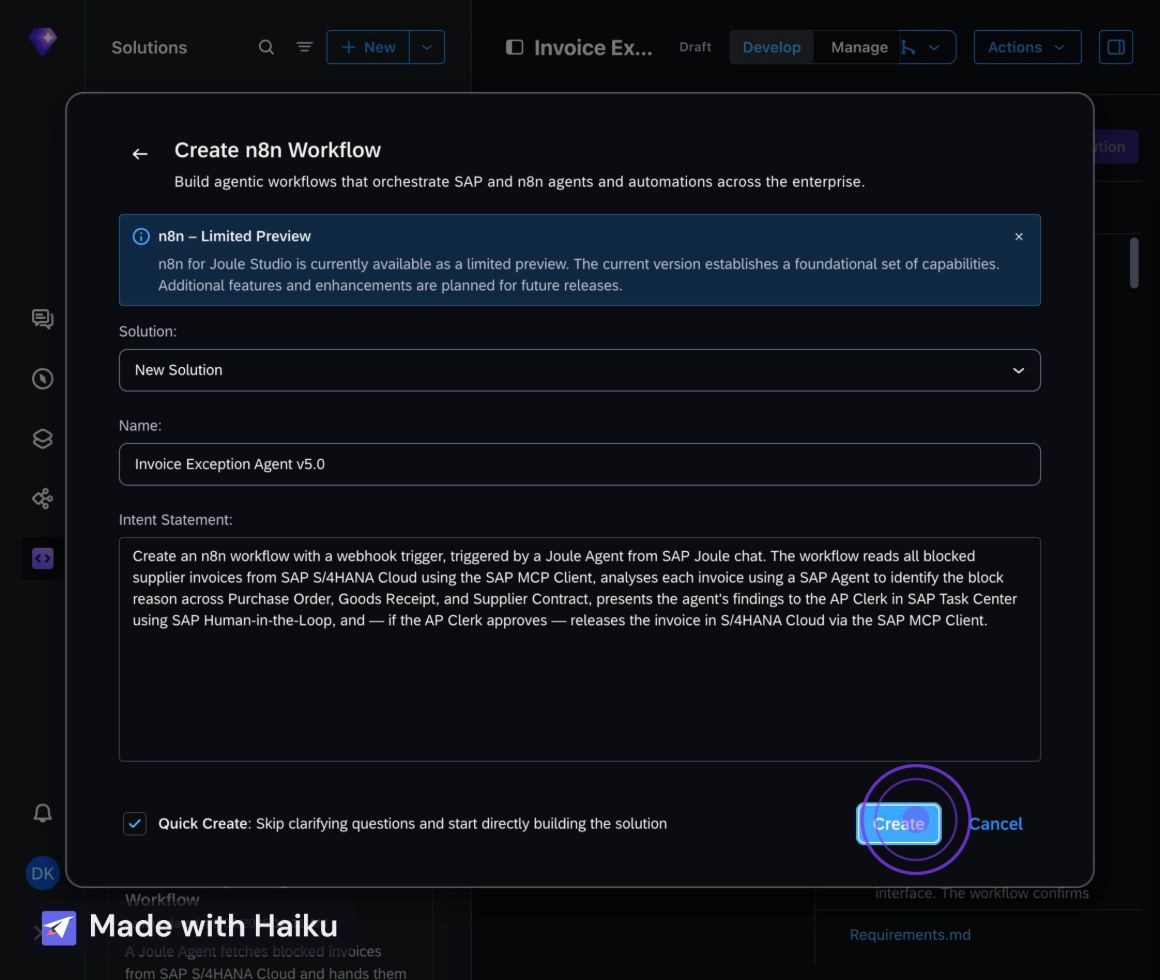 Solutions
New
Invoice Ex...
Draft
Develop
Manage
Actions
Create n8n Workflow
Build agentic workflows that orchestrate SAP and n8n agents and automations across the enterprise.
n8n – Limited Preview
n8n for Joule Studio is currently available as a limited preview. The current version establishes a foundational set of capabilities.
Additional features and enhancements are planned for future releases.
Solution:
New Solution
Name:
Invoice Exception Agent v5.0
Intent Statement:
Create an n8n workflow with a webhook trigger, triggered by a Joule Agent from SAP Joule chat. The workflow reads all blocked
supplier invoices from SAP S/4HANA Cloud using the SAP MCP Client, analyses each invoice using a SAP Agent to identify the block
reason across Purchase Order, Goods Receipt, and Supplier Contract, presents the agent's findings to the AP Clerk in SAP Task Center
using SAP Human-in-the-Loop, and — if the AP Clerk approves — releases the invoice in S/4HANA Cloud via the SAP MCP Client.
Quick Create: Skip clarifying questions and start directly building the solution
Create
Cancel
DK
Workflow
interface. The workflow confirms
Made with Haiku
Requirements.md
A Joule Agent fetches blocked invoices
from SAP S/4HANA Cloud and hands them